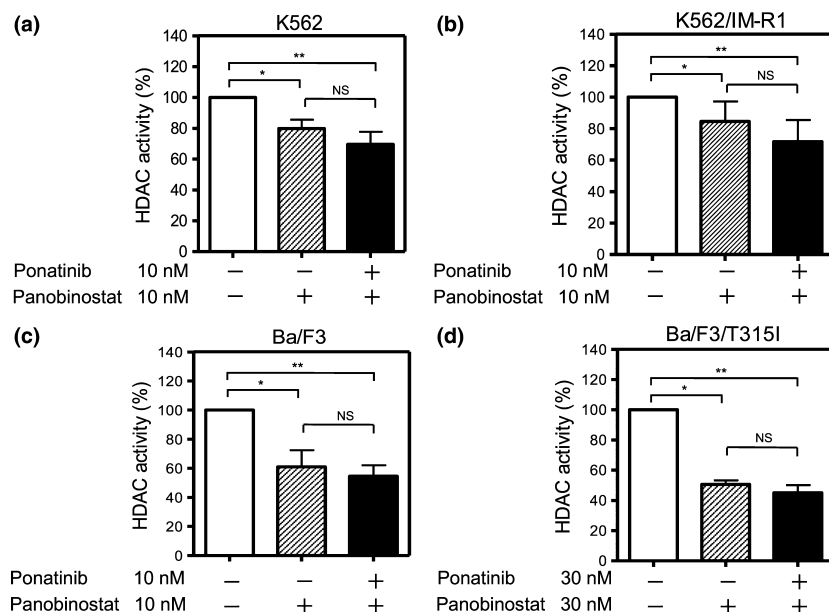 (a)
K562
HDAC activity (%)
140
120
100
80
60
40
20
0
*
**
NS
Ponatinib 10 nM − − +
Panobinostat 10 nM − + +
(b)
K562/IM-R1
HDAC activity (%)
140
120
100
80
60
40
20
0
*
**
NS
Ponatinib 10 nM − − +
Panobinostat 10 nM − + +
(c)
Ba/F3
HDAC activity (%)
140
120
100
80
60
40
20
0
*
**
NS
Ponatinib 10 nM − − +
Panobinostat 10 nM − + +
(d)
Ba/F3/T315I
HDAC activity (%)
140
120
100
80
60
40
20
0
*
**
NS
Ponatinib 30 nM − − +
Panobinostat 30 nM − + +